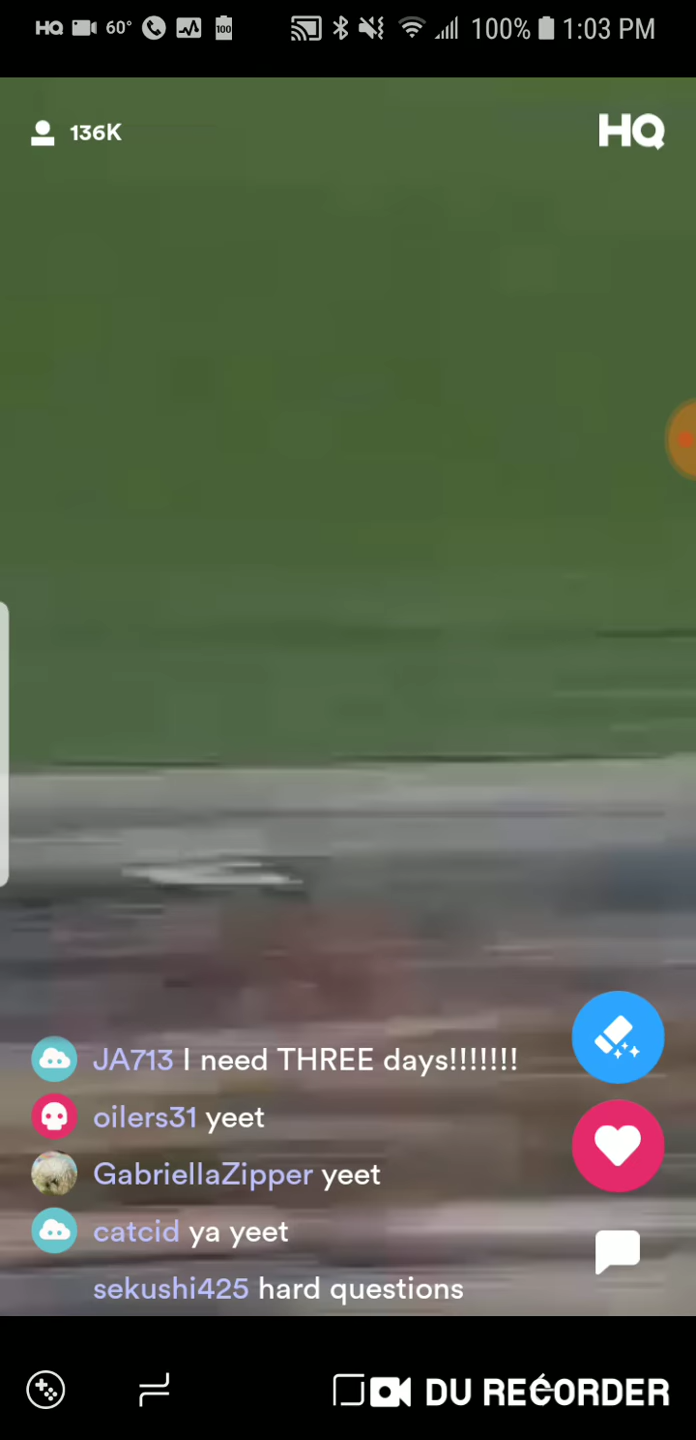 HQ 60° 100 100% 1:03 PM
136K HQ
JA713 I need THREE days!!!!!!!
oilers31 yeet
GabriellaZipper yeet
catcid ya yeet
sekushi425 hard questions
DU RECORDER